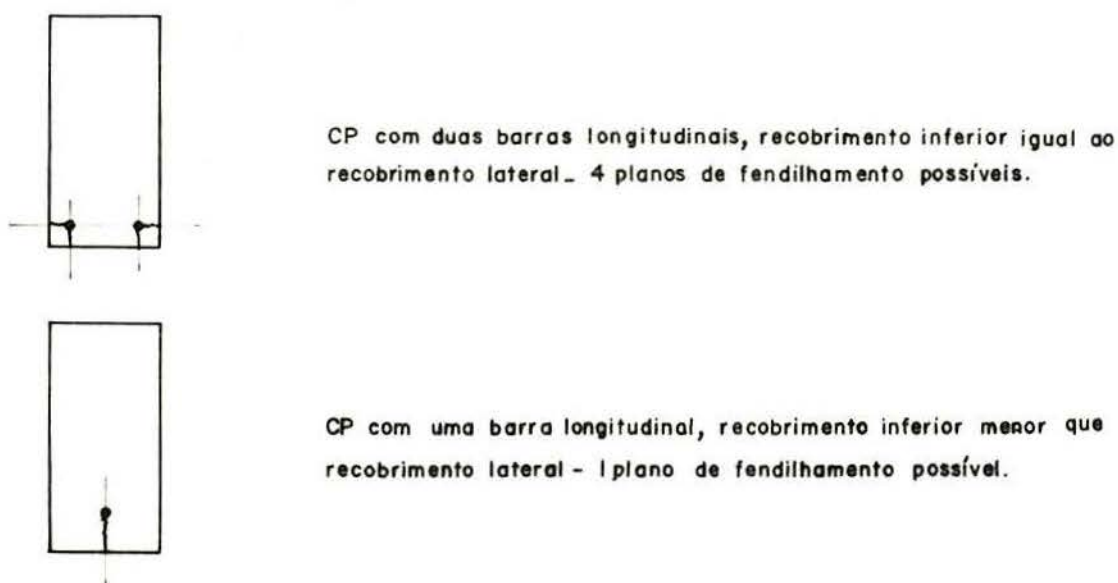 CP com duas barras longitudinais, recobrimento inferior igual ao
recobrimento lateral_ 4 planos de fendilhamento possíveis.
CP com uma barra longitudinal, recobrimento inferior menor que
recobrimento lateral - 1 plano de fendilhamento possível.